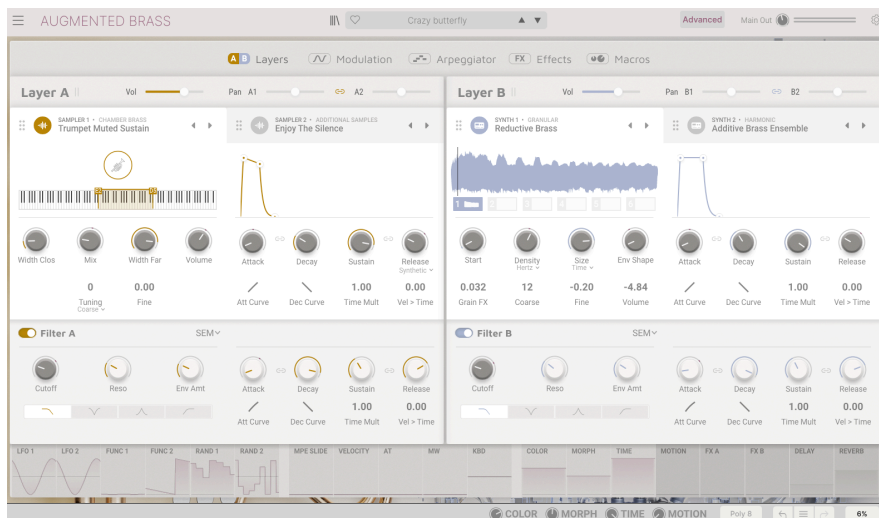 AUGMENTED BRASS
Crazy butterfly
Advanced
Main Out
A B Layers
Modulation
Arpeggiator
FX Effects
Macros
Layer A
Vol
Pan A1
A2
Layer B
Vol
Pan B1
B2
SAMPLER 1 • CHAMBER BRASS
Trumpet Muted Sustain
SAMPLER 2 • ADDITIONAL SAMPLES
Enjoy The Silence
SYNTH 1 • GRANULAR
Reductive Brass
SYNTH 2 • HARMONIC
Additive Brass Ensemble
1
Width Clos
Mix
Width Far
Volume
Attack
Decay
Sustain
Release
Synthetic
Start
Density
Hertz
Size
Time
Env Shape
Attack
Decay
Sustain
Release
0
Tuning
Coarse
0.00
Fine
Att Curve
Dec Curve
1.00
Time Mult
0.00
Vel > Time
0.032
Grain FX
12
Coarse
-0.20
Fine
-4.84
Volume
Att Curve
Dec Curve
1.00
Time Mult
0.00
Vel > Time
Filter A
SEM
Filter B
SEM
Cutoff
Reso
Env Amt
Attack
Decay
Sustain
Release
Att Curve
Dec Curve
1.00
Time Mult
0.00
Vel > Time
Cutoff
Reso
Env Amt
Attack
Decay
Sustain
Release
Att Curve
Dec Curve
1.00
Time Mult
0.00
Vel > Time
LFO 1 LFO 2 FUNC 1 FUNC 2 RAND 1 RAND 2 MPE SLIDE VELOCITY AT MW KBD COLOR MORPH TIME MOTION FX A FX B DELAY REVERB
COLOR MORPH TIME MOTION Poly 8 6%